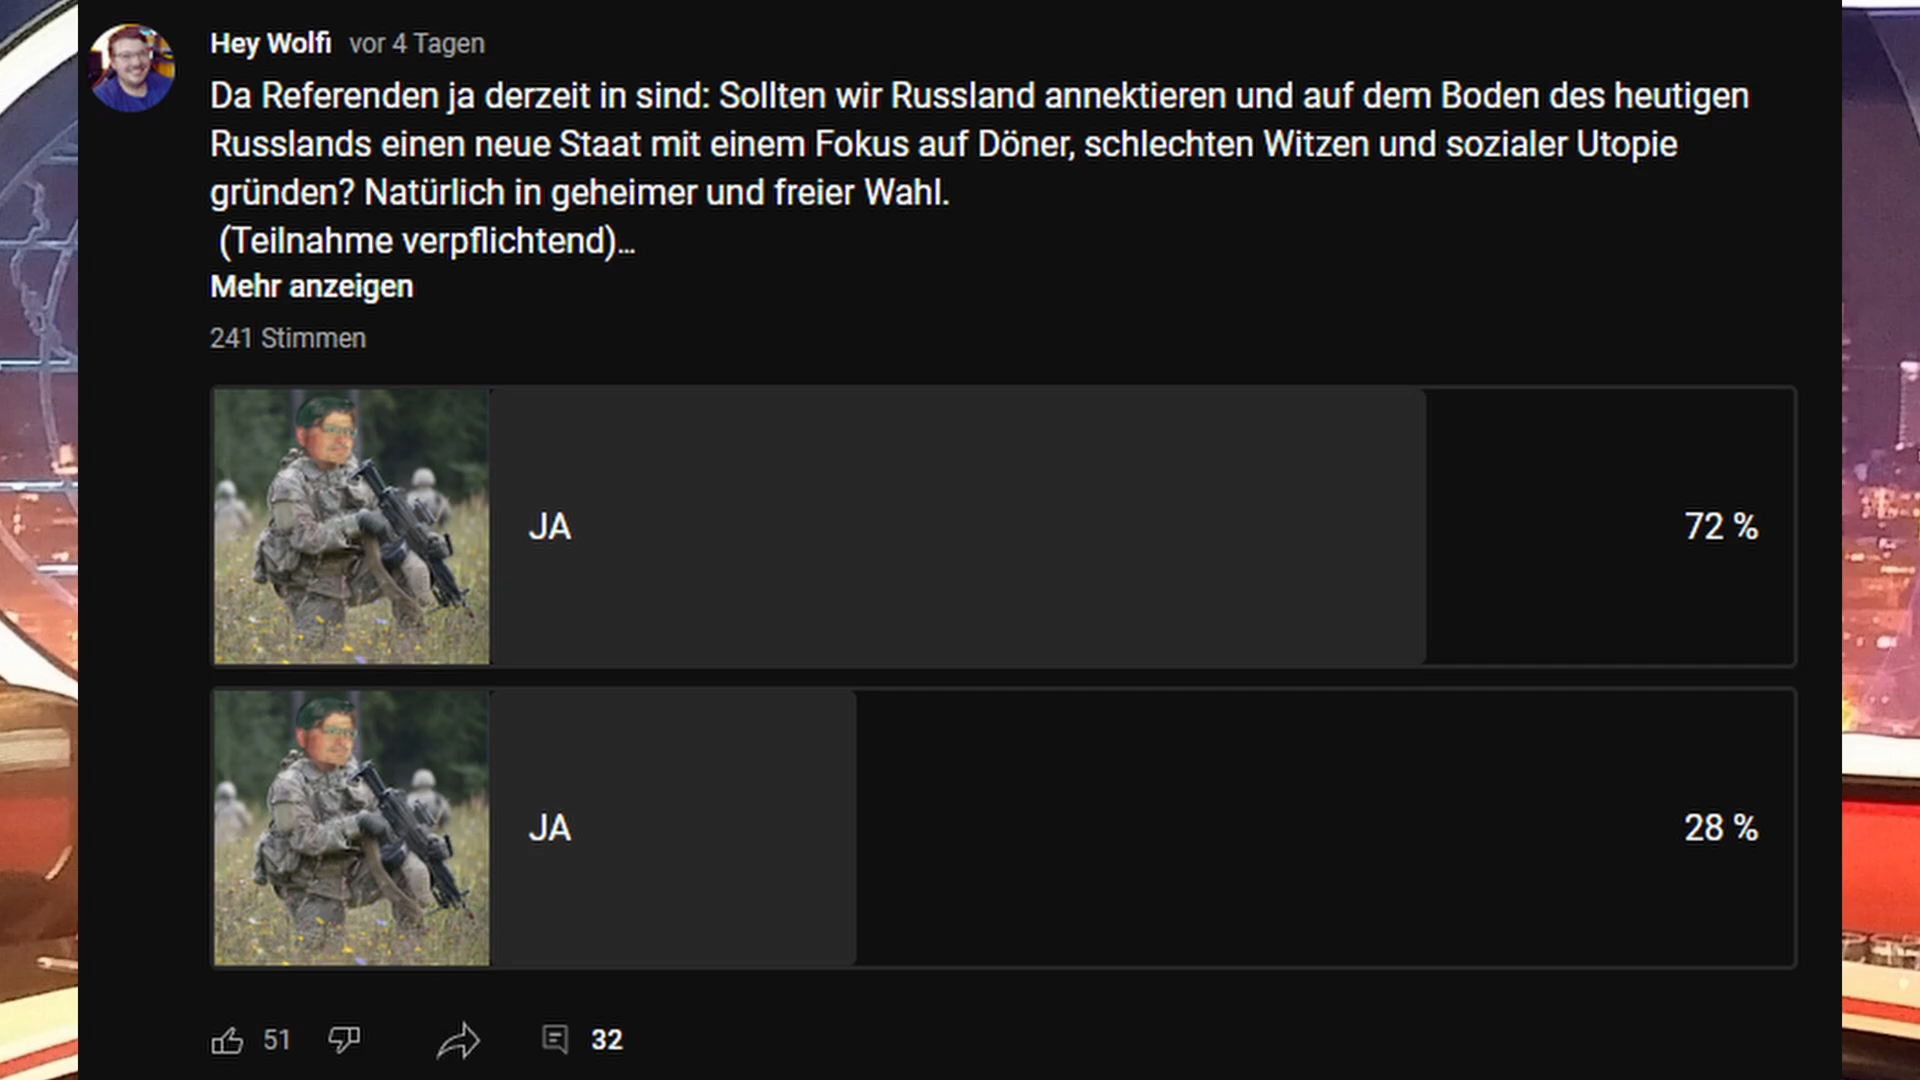 Hey Wolfi vor 4 Tagen
Da Referenden ja derzeit in sind: Sollten wir Russland annektieren und auf dem Boden des heutigen
Russlands einen neue Staat mit einem Fokus auf Döner, schlechten Witzen und sozialer Utopie
gründen? Natürlich in geheimer und freier Wahl.
(Teilnahme verpflichtend)...
Mehr anzeigen
241 Stimmen
JA 72 %
JA 28 %
51 32